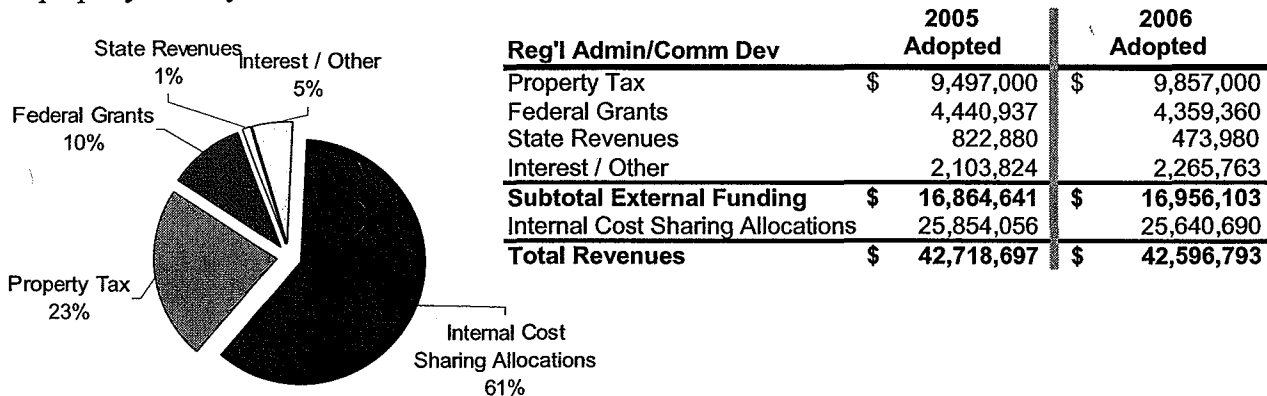 State Revenues
1%
Interest / Other
5%
Federal Grants
10%
Property Tax
23%
Internal Cost
Sharing Allocations
61%
2005 2006
Reg'l Admin/Comm Dev Adopted Adopted
Property Tax $ 9,497,000 $ 9,857,000
Federal Grants 4,440,937 4,359,360
State Revenues 822,880 473,980
Interest / Other 2,103,824 2,265,763
Subtotal External Funding $ 16,864,641 $ 16,956,103
Internal Cost Sharing Allocations 25,854,056 25,640,690
Total Revenues $ 42,718,697 $ 42,596,793